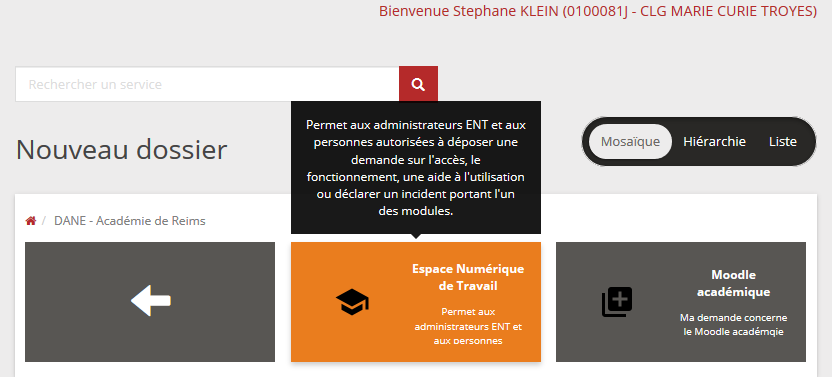 Bienvenue Stephane KLEIN (0100081J - CLG MARIE CURIE TROYES)
Rechercher un service
Permet aux administrateurs ENT et aux
personnes autorisées à déposer une
demande sur l'accès, le
fonctionnement, une aide à l'utilisation
ou déclarer un incident portant l'un
des modules.
Nouveau dossier
Mosaïque Hiérarchie Liste
/ DANE - Académie de Reims
Espace Numérique
de Travail
Permet aux
administrateurs ENT et
aux personnes
Moodle
académique
Ma demande concerne
le Moodle académqie